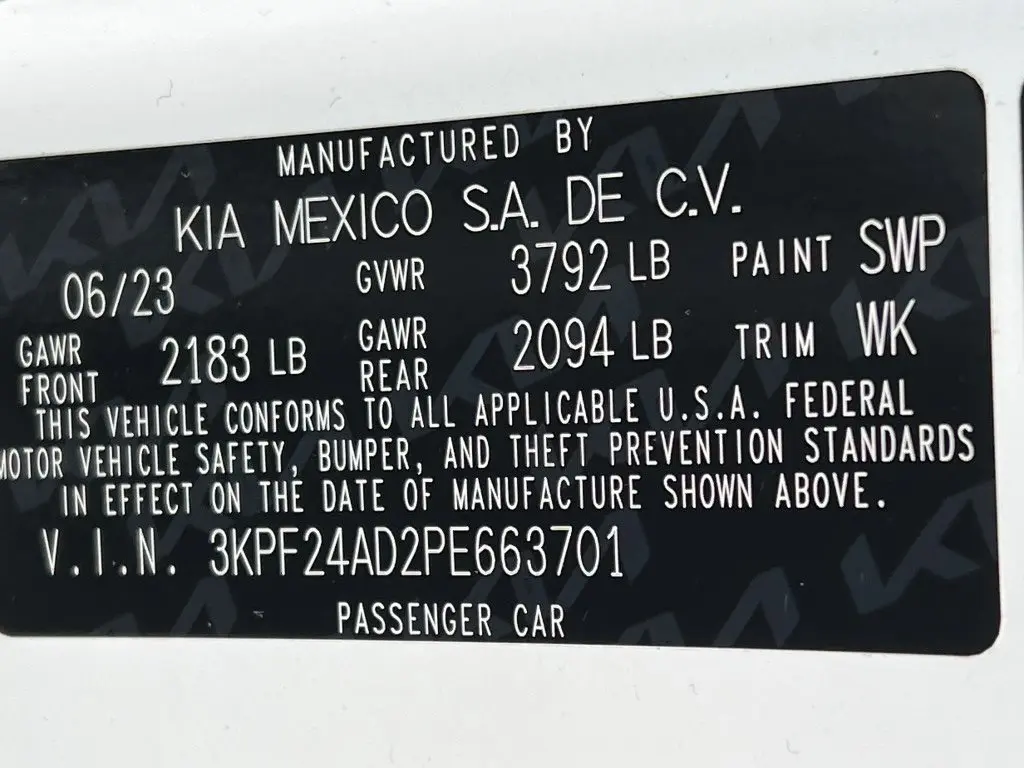 MANUFACTURED BY
KIA MEXICO S.A. DE C.V.
06/23 GVWR 3792 LB PAINT SWP
GAWR FRONT 2183 LB GAWR REAR 2094 LB TRIM WK
THIS VEHICLE CONFORMS TO ALL APPLICABLE U.S.A. FEDERAL
MOTOR VEHICLE SAFETY, BUMPER, AND THEFT PREVENTION STANDARDS
IN EFFECT ON THE DATE OF MANUFACTURE SHOWN ABOVE.
V.I.N. 3KPF24AD2PE663701
PASSENGER CAR